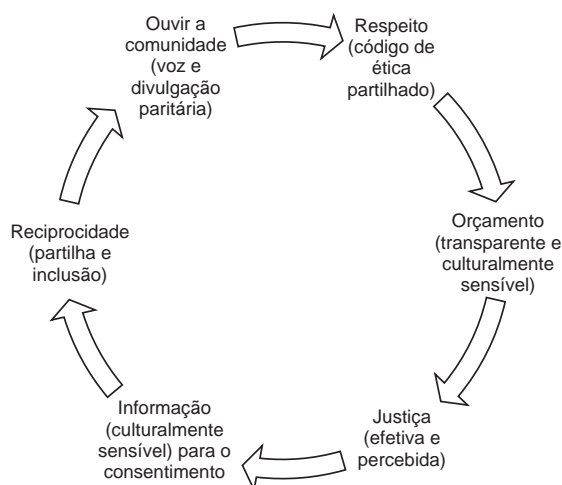 Ouvir a
comunidade
(voz e
divulgação
paritária)
Respeito
(código de
ética
partilhado)
Orçamento
(transparente e
culturalmente
sensível)
Justiça
(efetiva e
percebida)
Informação
(culturalmente
sensível) para o
consentimento
Reciprocidade
(partilha e
inclusão)